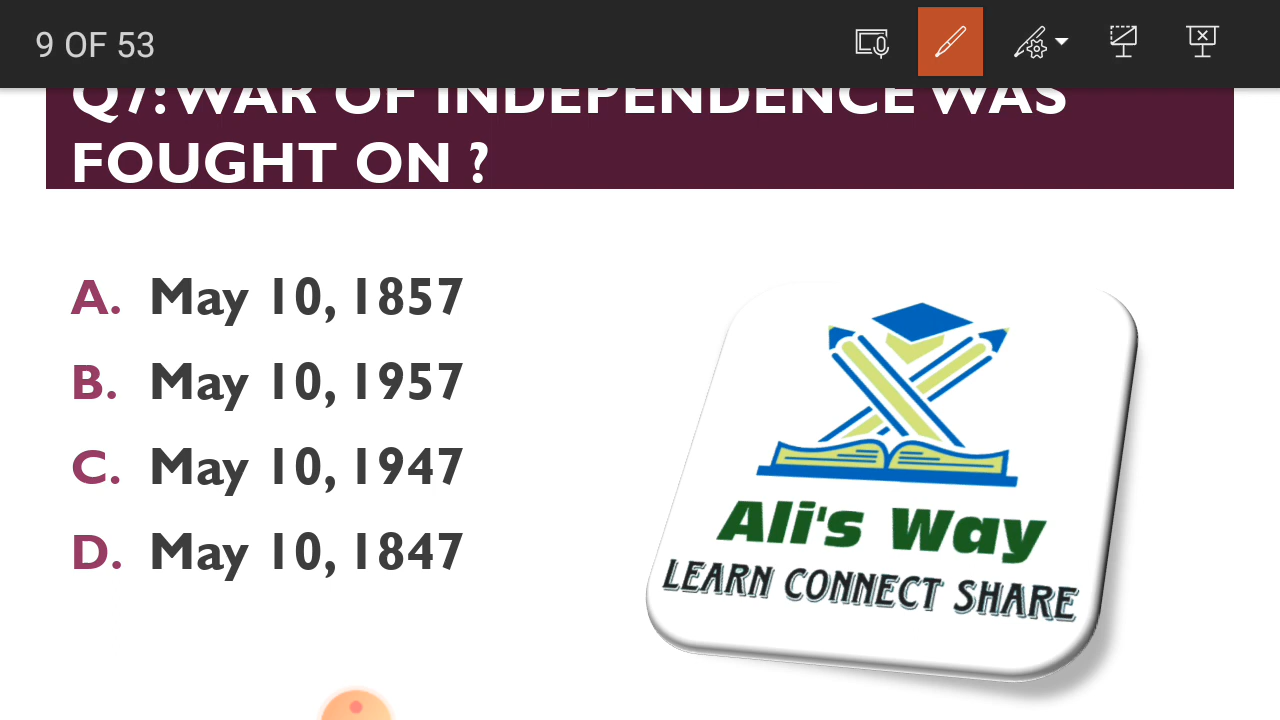 9 OF 53
Q7: WAR OF INDEPENDENCE WAS
FOUGHT ON ?
A. May 10, 1857
B. May 10, 1957
C. May 10, 1947
D. May 10, 1847
Ali's Way
LEARN CONNECT SHARE